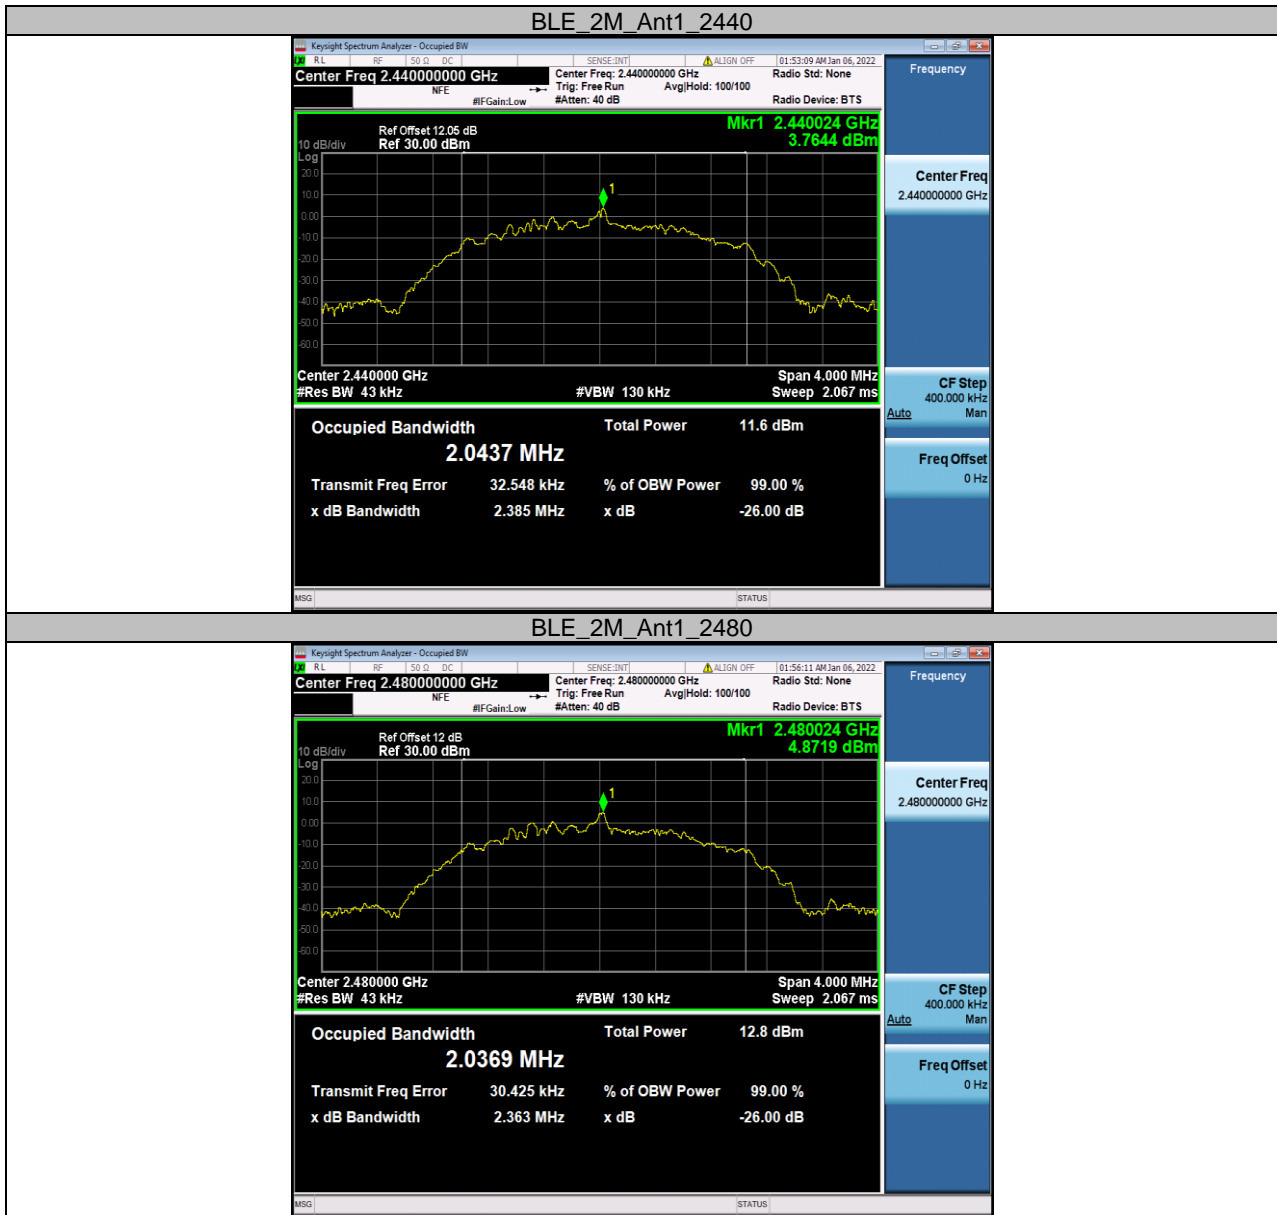 BLE_2M_Ant1_2440
Keysight Spectrum Analyzer - Occupied BW
LXI RL RF 50 Ω DC SENSE:INT ALIGN OFF 01:53:09 AM Jan 06, 2022
Center Freq 2.440000000 GHz
NFE
#IFGain:Low
Center Freq: 2.440000000 GHz
Trig: Free Run Avg|Hold: 100/100
#Atten: 40 dB
Radio Std: None
Radio Device: BTS
Frequency
Mkr1 2.440024 GHz
3.7644 dBm
Ref Offset 12.05 dB
10 dB/div Ref 30.00 dBm
Log
20.0
10.0
0.00
-10.0
-20.0
-30.0
-40.0
-50.0
-60.0
1
Center 2.440000 GHz Span 4.000 MHz
#Res BW 43 kHz #VBW 130 kHz Sweep 2.067 ms
Center Freq
2.440000000 GHz
CF Step
400.000 kHz
Auto Man
Freq Offset
0 Hz
Occupied Bandwidth Total Power 11.6 dBm
2.0437 MHz
Transmit Freq Error 32.548 kHz % of OBW Power 99.00 %
x dB Bandwidth 2.385 MHz x dB -26.00 dB
MSG STATUS
BLE_2M_Ant1_2480
Keysight Spectrum Analyzer - Occupied BW
LXI RL RF 50 Ω DC SENSE:INT ALIGN OFF 01:56:11 AM Jan 06, 2022
Center Freq 2.480000000 GHz
NFE
#IFGain:Low
Center Freq: 2.480000000 GHz
Trig: Free Run Avg|Hold: 100/100
#Atten: 40 dB
Radio Std: None
Radio Device: BTS
Frequency
Mkr1 2.480024 GHz
4.8719 dBm
Ref Offset 12 dB
10 dB/div Ref 30.00 dBm
Log
20.0
10.0
0.00
-10.0
-20.0
-30.0
-40.0
-50.0
-60.0
1
Center 2.480000 GHz Span 4.000 MHz
#Res BW 43 kHz #VBW 130 kHz Sweep 2.067 ms
Center Freq
2.480000000 GHz
CF Step
400.000 kHz
Auto Man
Freq Offset
0 Hz
Occupied Bandwidth Total Power 12.8 dBm
2.0369 MHz
Transmit Freq Error 30.425 kHz % of OBW Power 99.00 %
x dB Bandwidth 2.363 MHz x dB -26.00 dB
MSG STATUS